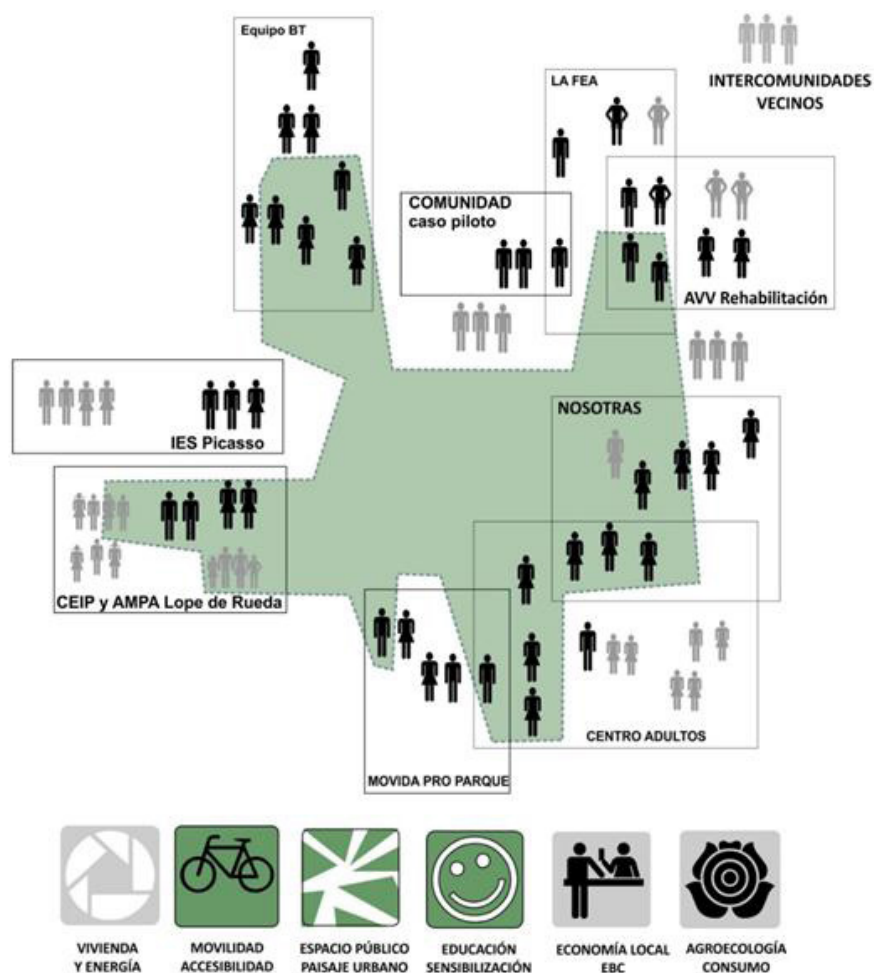 Equipo BT
LA FEA
INTERCOMUNIDADES
VECINOS
COMUNIDAD
caso piloto
AVV Rehabilitación
IES Picasso
NOSOTRAS
CEIP y AMPA Lope de Rueda
CENTRO ADULTOS
MOVIDA PRO PARQUE
VIVIENDA
Y ENERGÍA
MOVILIDAD
ACCESIBILIDAD
ESPACIO PÚBLICO
PAISAJE URBANO
EDUCACIÓN
SENSIBILIZACIÓN
ECONOMÍA LOCAL
EBC
AGROECOLOGÍA
CONSUMO